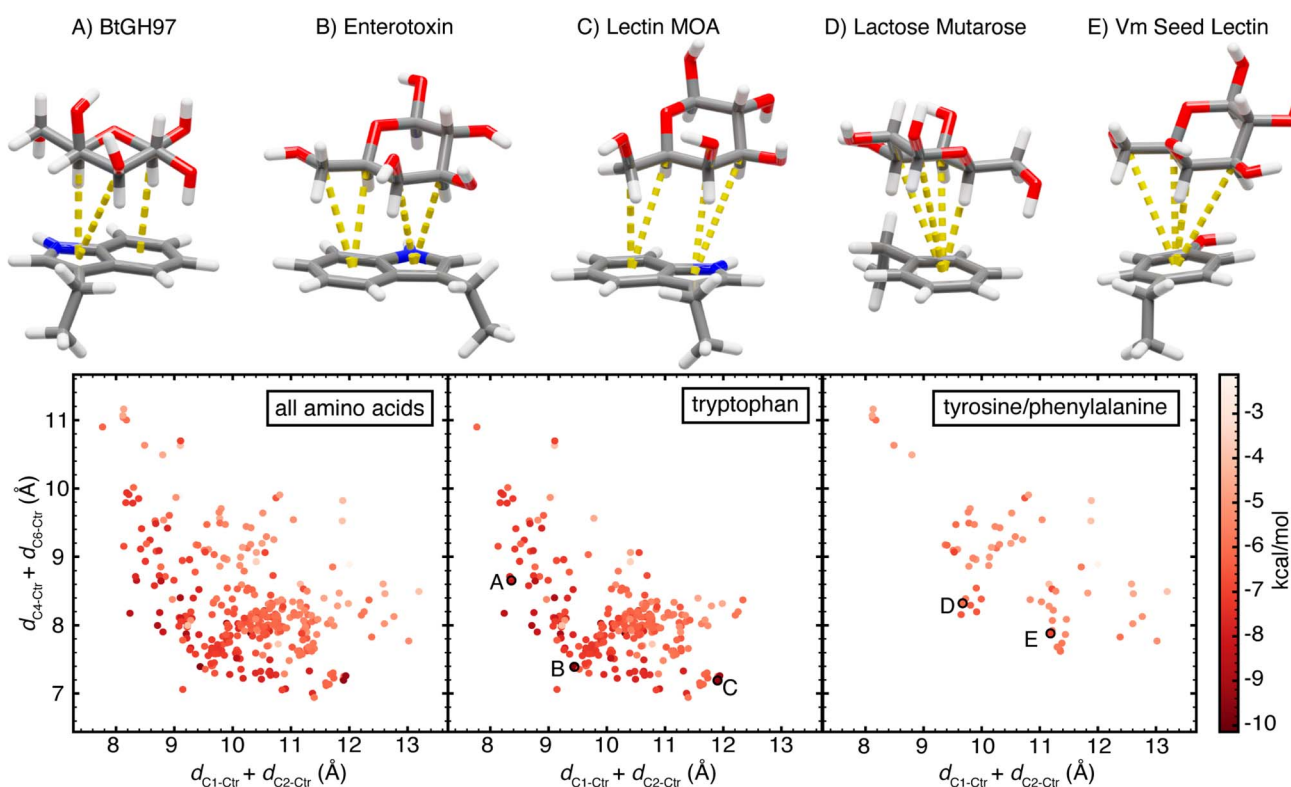 A) BtGH97
B) Enterotoxin
C) Lectin MOA
D) Lactose Mutarose
E) Vm Seed Lectin
all amino acids
tryptophan
tyrosine/phenylalanine
d_C4-Ctr + d_C6-Ctr (Å)
11
10
9
8
7
A
B
C
D
E
8 9 10 11 12 13
8 9 10 11 12 13
8 9 10 11 12 13
d_C1-Ctr + d_C2-Ctr (Å)
d_C1-Ctr + d_C2-Ctr (Å)
d_C1-Ctr + d_C2-Ctr (Å)
-3
-4
-5
-6
-7
-8
-9
-10
kcal/mol